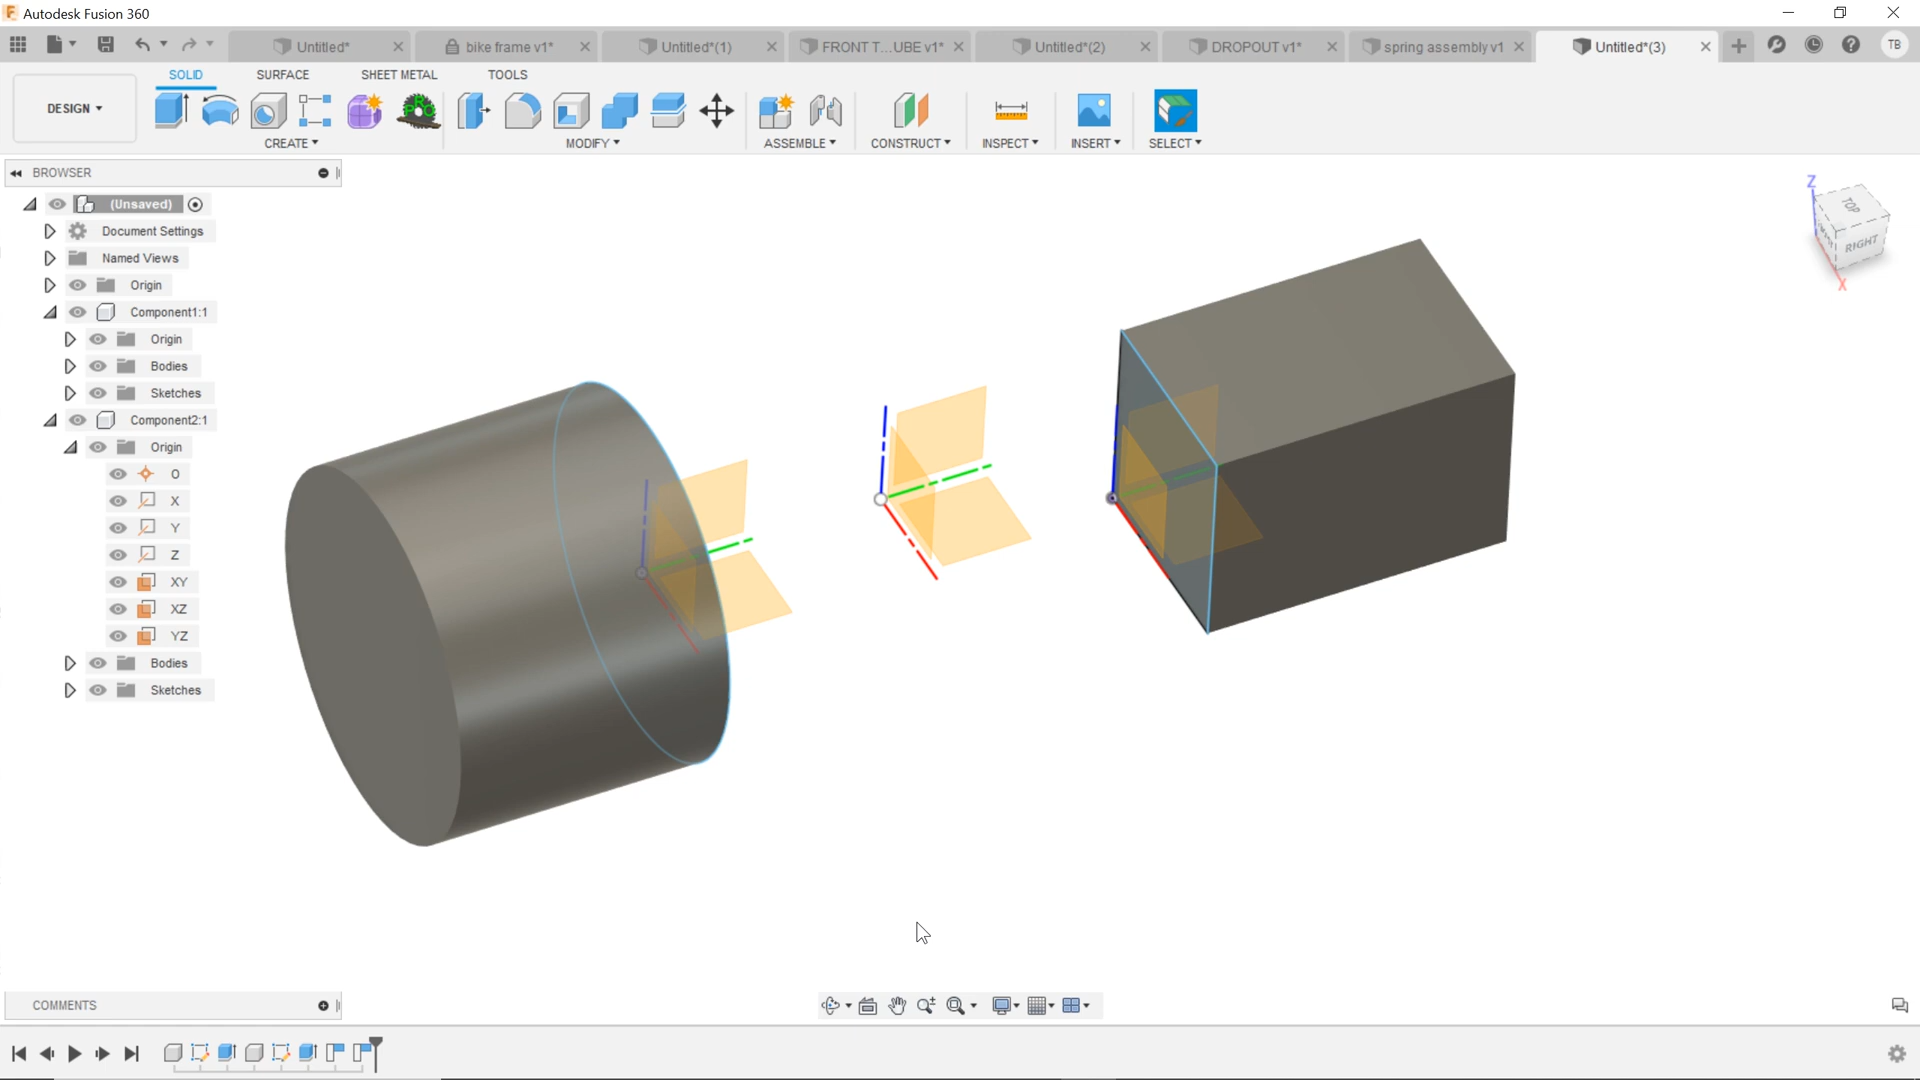 Autodesk Fusion 360
Untitled*
bike frame v1*
Untitled*(1)
FRONT T...UBE v1*
Untitled*(2)
DROPOUT v1*
spring assembly v1
Untitled*(3)
TB
SOLID
SURFACE
SHEET METAL
TOOLS
DESIGN
PRO
CREATE
MODIFY
ASSEMBLE
CONSTRUCT
INSPECT
INSERT
SELECT
BROWSER
(Unsaved)
Document Settings
Named Views
Origin
Component1:1
Origin
Bodies
Sketches
Component2:1
Origin
O
X
Y
Z
XY
XZ
YZ
Bodies
Sketches
Z
TOP
RIGHT
X
COMMENTS